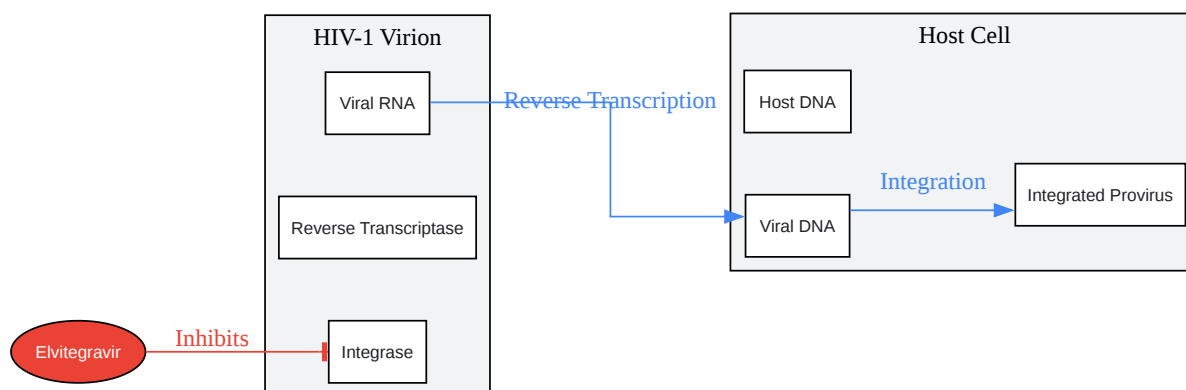 HIV-1 Virion
Host Cell
Viral RNA
Reverse Transcription
Host DNA
Integration
Integrated Provirus
Reverse Transcriptase
Viral DNA
Inhibits
Elvitegravir
Integrase